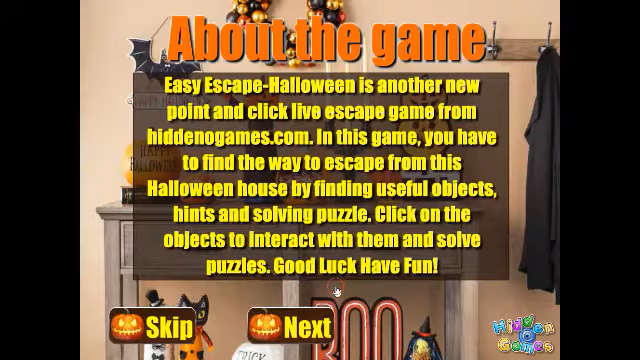 About the game
Easy Escape-Halloween is another new
point and click live escape game from
hiddenogames.com. In this game, you have
to find the way to escape from this
Halloween house by finding useful objects,
hints and solving puzzle. Click on the
objects to Interact with them and solve
puzzles. Good Luck Have Fun!
HAPPY
HALLOWEEN
Skip
Next
BOO
TRICK
Hidden
Games